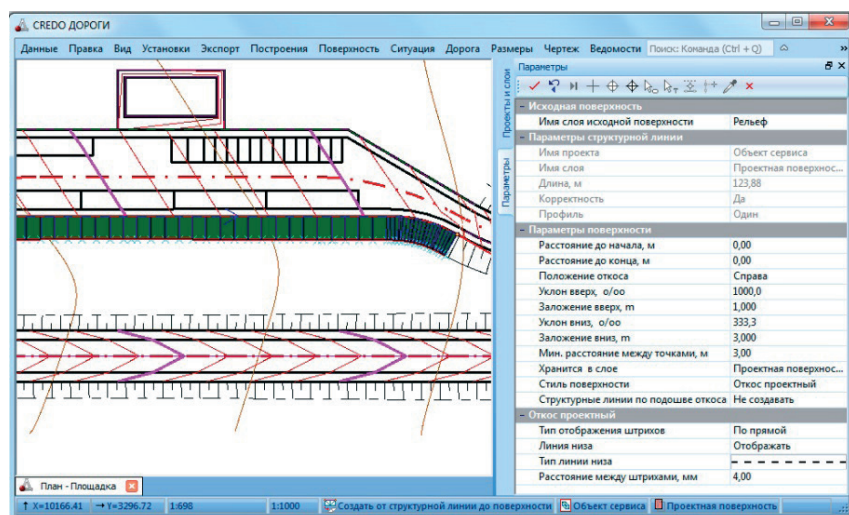 CREDO ДОРОГИ
Данные Правка Вид Установки Экспорт Построения Поверхность Ситуация Дорога Размеры Чертеж Ведомости Поиск: Команда (Ctrl + Q)
Параметры
Проекты и слои
Параметры
Исходная поверхность
Имя слоя исходной поверхности Рельеф
Параметры структурной линии
Имя проекта Объект сервиса
Имя слоя Проектная поверхнос...
Длина, м 123,88
Корректность Да
Профиль Один
Параметры поверхности
Расстояние до начала, м 0,00
Расстояние до конца, м 0,00
Положение откоса Справа
Уклон вверх, о/оо 1000,0
Заложение вверх, m 1,000
Уклон вниз, о/оо 333,3
Заложение вниз, m 3,000
Мин. расстояние между точками, м 3,00
Хранится в слое Проектная поверхнос...
Стиль поверхности Откос проектный
Структурные линии по подошве откоса Не создавать
Откос проектный
Тип отображения штрихов По прямой
Линия низа Отображать
Тип линии низа
Расстояние между штрихами, мм 4,00
План - Площадка
X=10166.41 Y=3296.72 1:698 1:1000 Создать от структурной линии до поверхности Объект сервиса Проектная поверхность